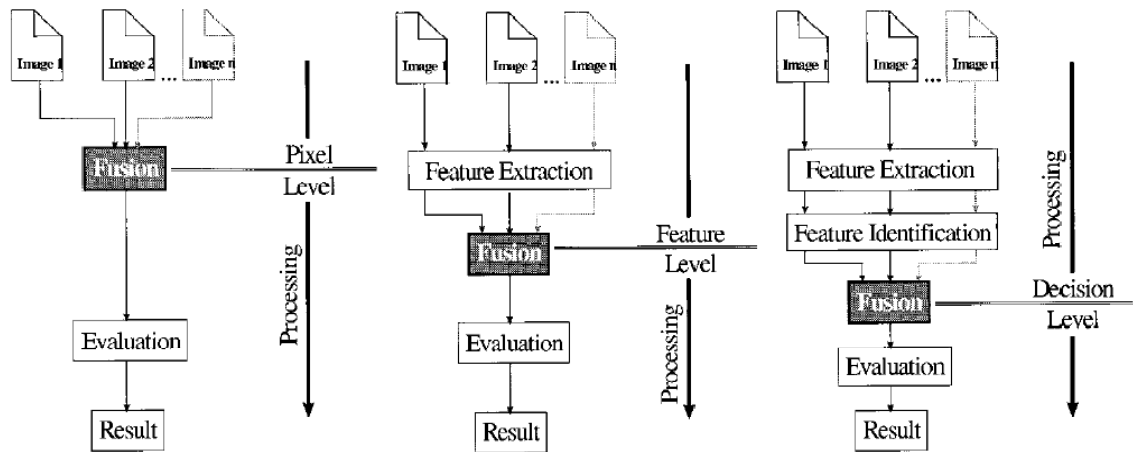 Image 1
Image 2
...
Image n
Fusion
Pixel
Level
Processing
Evaluation
Result
Image 1
Image 2
...
Image n
Feature Extraction
Fusion
Feature
Level
Processing
Evaluation
Result
Image 1
Image 2
...
Image n
Feature Extraction
Feature Identification
Processing
Fusion
Decision
Level
Evaluation
Result